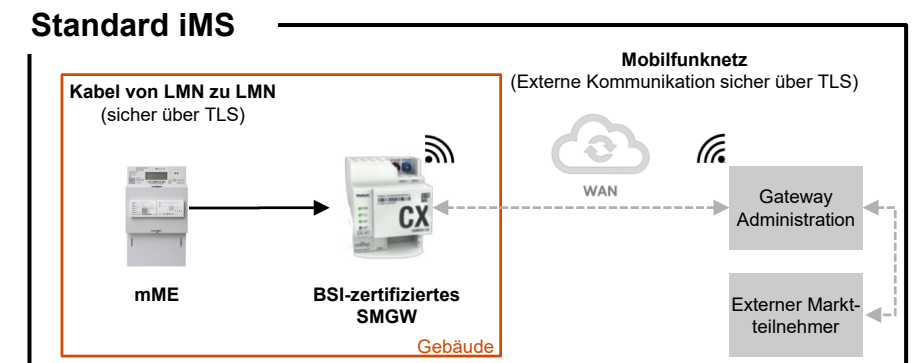 Standard iMS
Mobilfunknetz
(Externe Kommunikation sicher über TLS)
Kabel von LMN zu LMN
(sicher über TLS)
WAN
CX
Gateway
Administration
mME
BSI-zertifiziertes
SMGW
Externer Markt-
teilnehmer
Gebäude